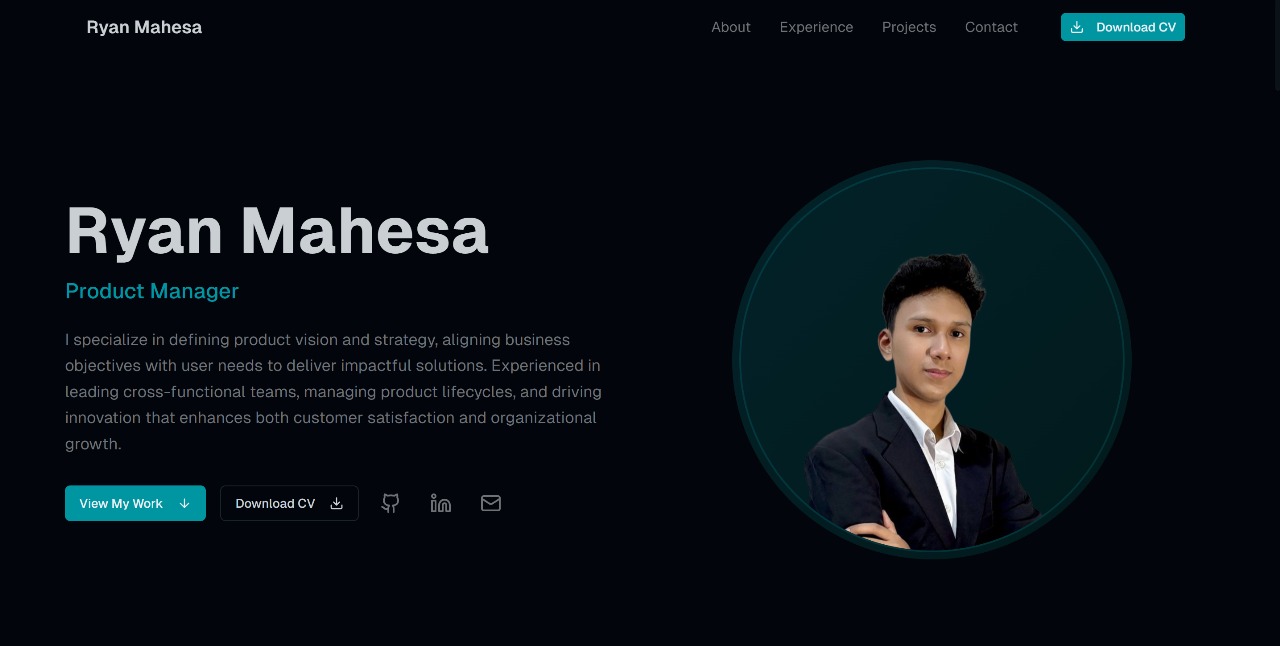 Ryan Mahesa
About Experience Projects Contact Download CV
Ryan Mahesa
Product Manager
I specialize in defining product vision and strategy, aligning business
objectives with user needs to deliver impactful solutions. Experienced in
leading cross-functional teams, managing product lifecycles, and driving
innovation that enhances both customer satisfaction and organizational
growth.
View My Work Download CV